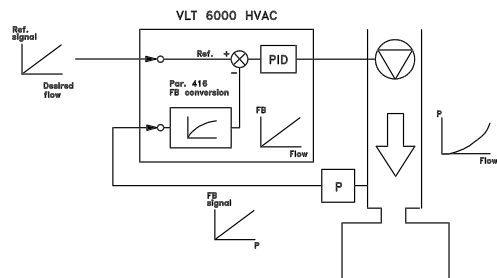 VLT 6000 HVAC
Ref.
signal
Desired
flow
Ref.
+
−
PID
Par. 416
FB conversion
FB
Flow
P
Flow
P
FB
signal
P